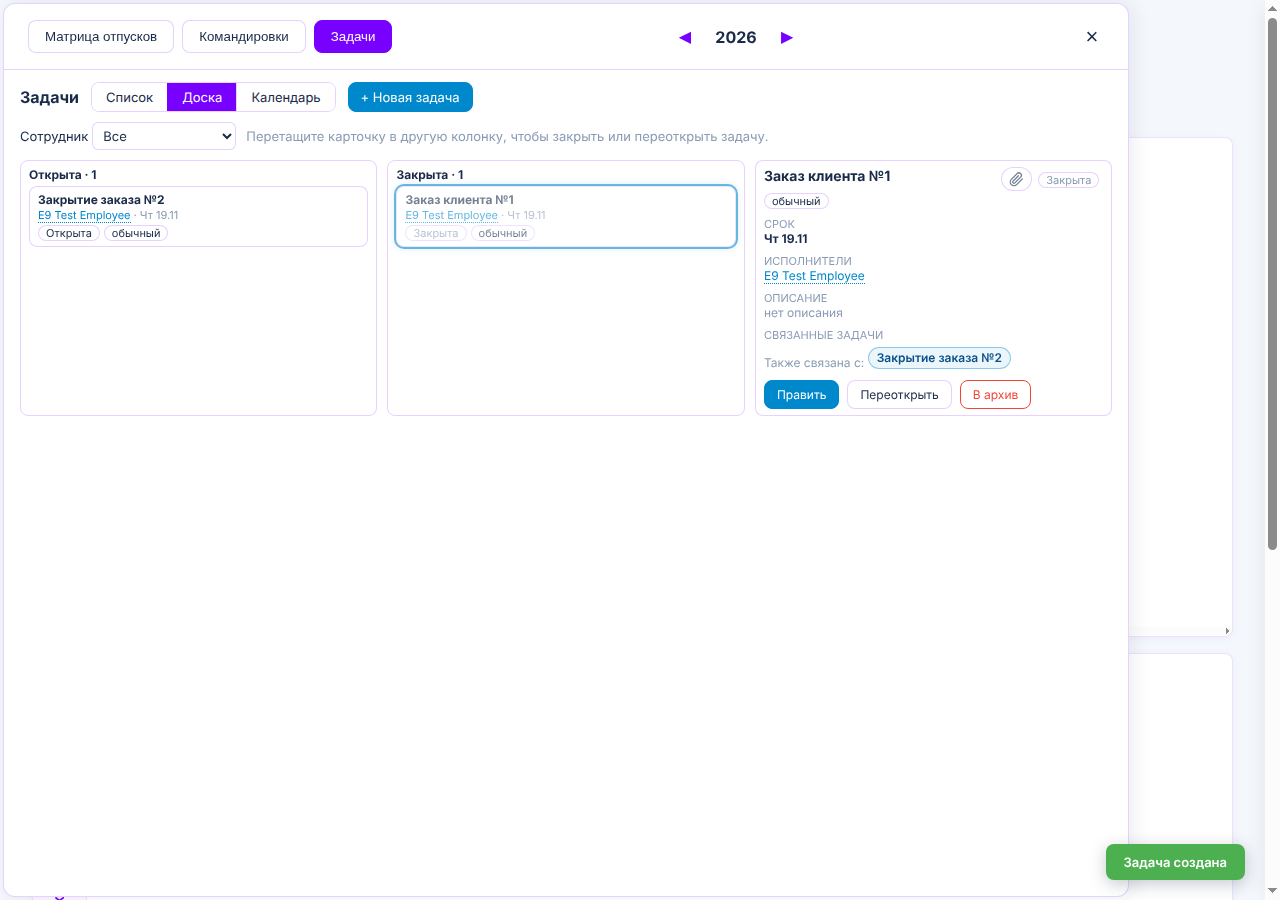 Матрица отпусков Командировки Задачи ◀ 2026 ▶ ×
Задачи Список Доска Календарь + Новая задача
Сотрудник Все Перетащите карточку в другую колонку, чтобы закрыть или переоткрыть задачу.
Открыта · 1
Закрытие заказа №2
E9 Test Employee · Чт 19.11
Открыта обычный
Закрыта · 1
Заказ клиента №1
E9 Test Employee · Чт 19.11
Закрыта обычный
Заказ клиента №1 Закрыта
обычный
СРОК
Чт 19.11
ИСПОЛНИТЕЛИ
E9 Test Employee
ОПИСАНИЕ
нет описания
СВЯЗАННЫЕ ЗАДАЧИ
Также связана с: Закрытие заказа №2
Править Переоткрыть В архив
Задача создана